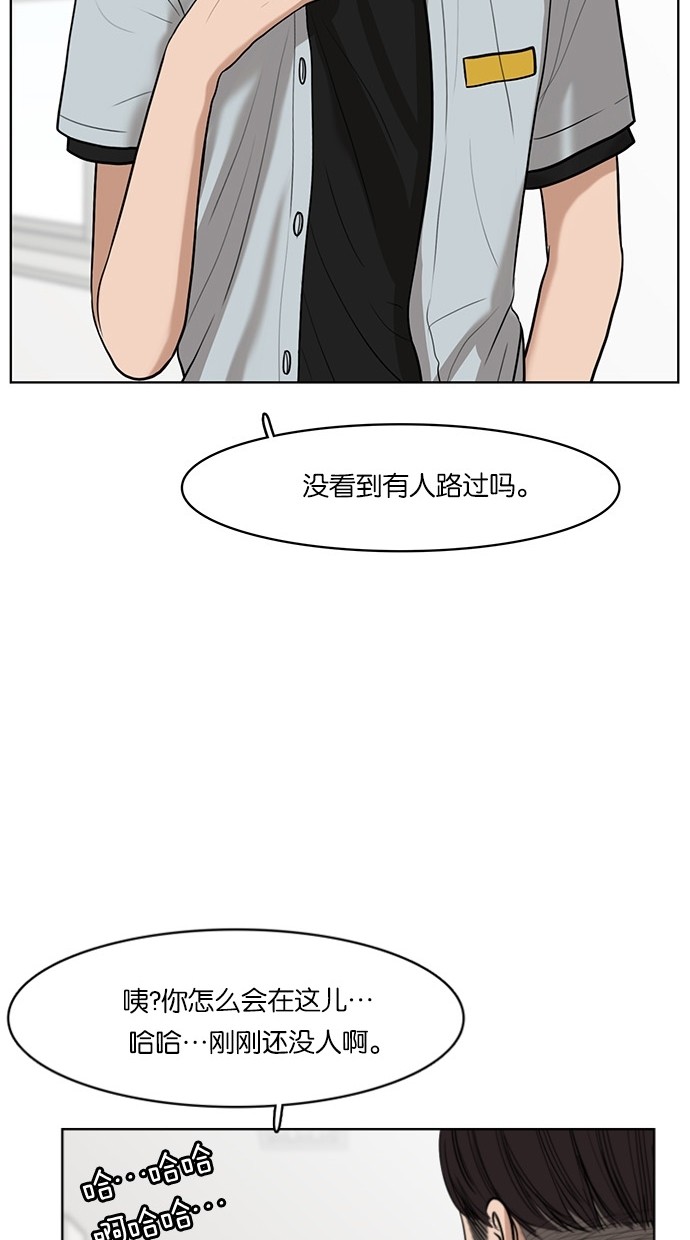 没看到有人路过吗。
咦?你怎么会在这儿…
哈哈…刚刚还没人啊。
哈…哈哈
啊哈哈…